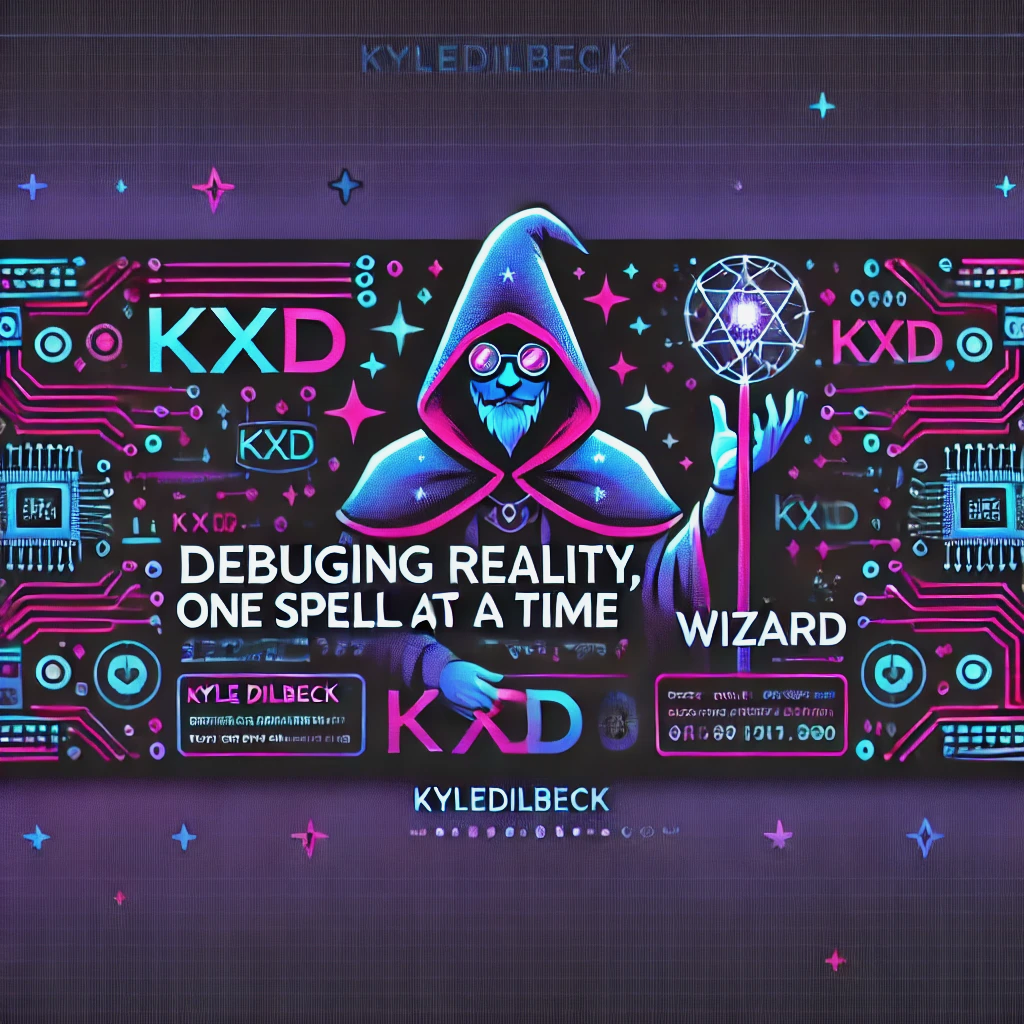 KYLEDILBECK
KXD
KXD
KXD
KXD
DEBUGING REALITY,
ONE SPELL AT A TIME
WIZARD
KYLE DILBECK
KXD
KYLEDILBECK